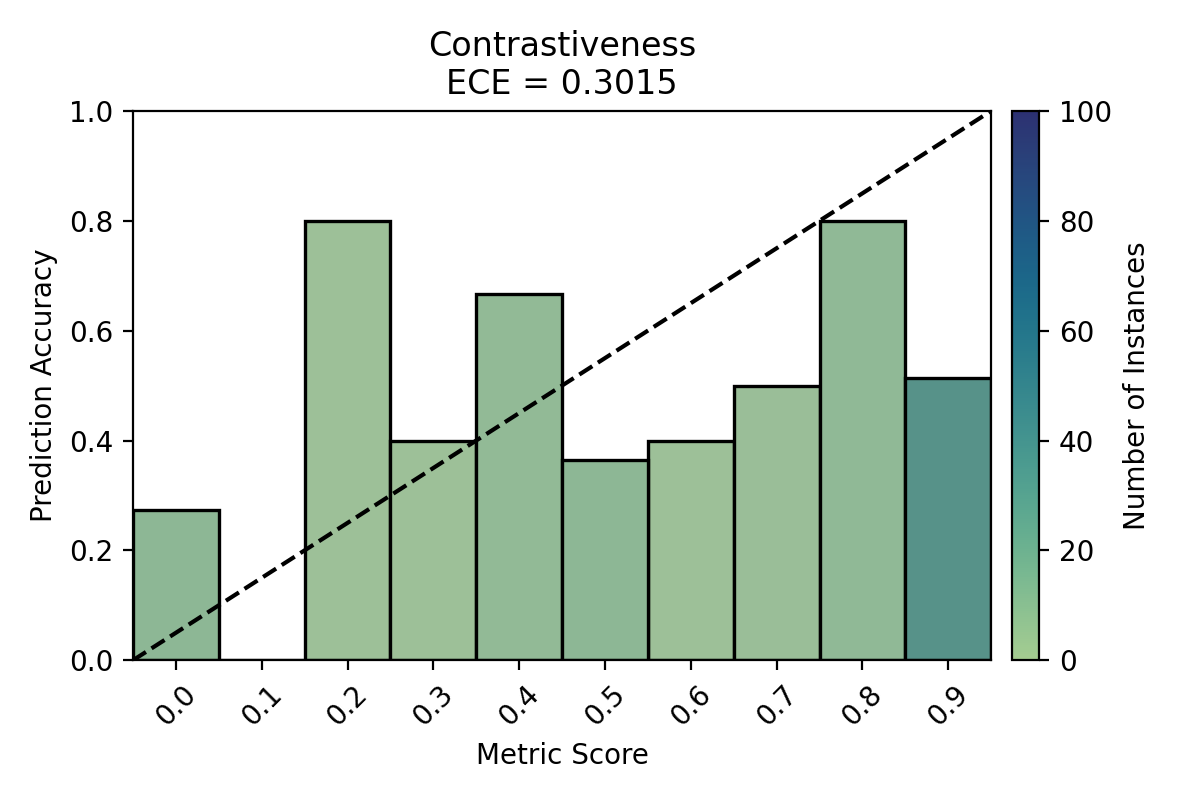 Contrastiveness
ECE = 0.3015
1.0
0.8
0.6
0.4
0.2
0.0
Prediction Accuracy
0.0 0.1 0.2 0.3 0.4 0.5 0.6 0.7 0.8 0.9
Metric Score
100
80
60
40
20
0
Number of Instances